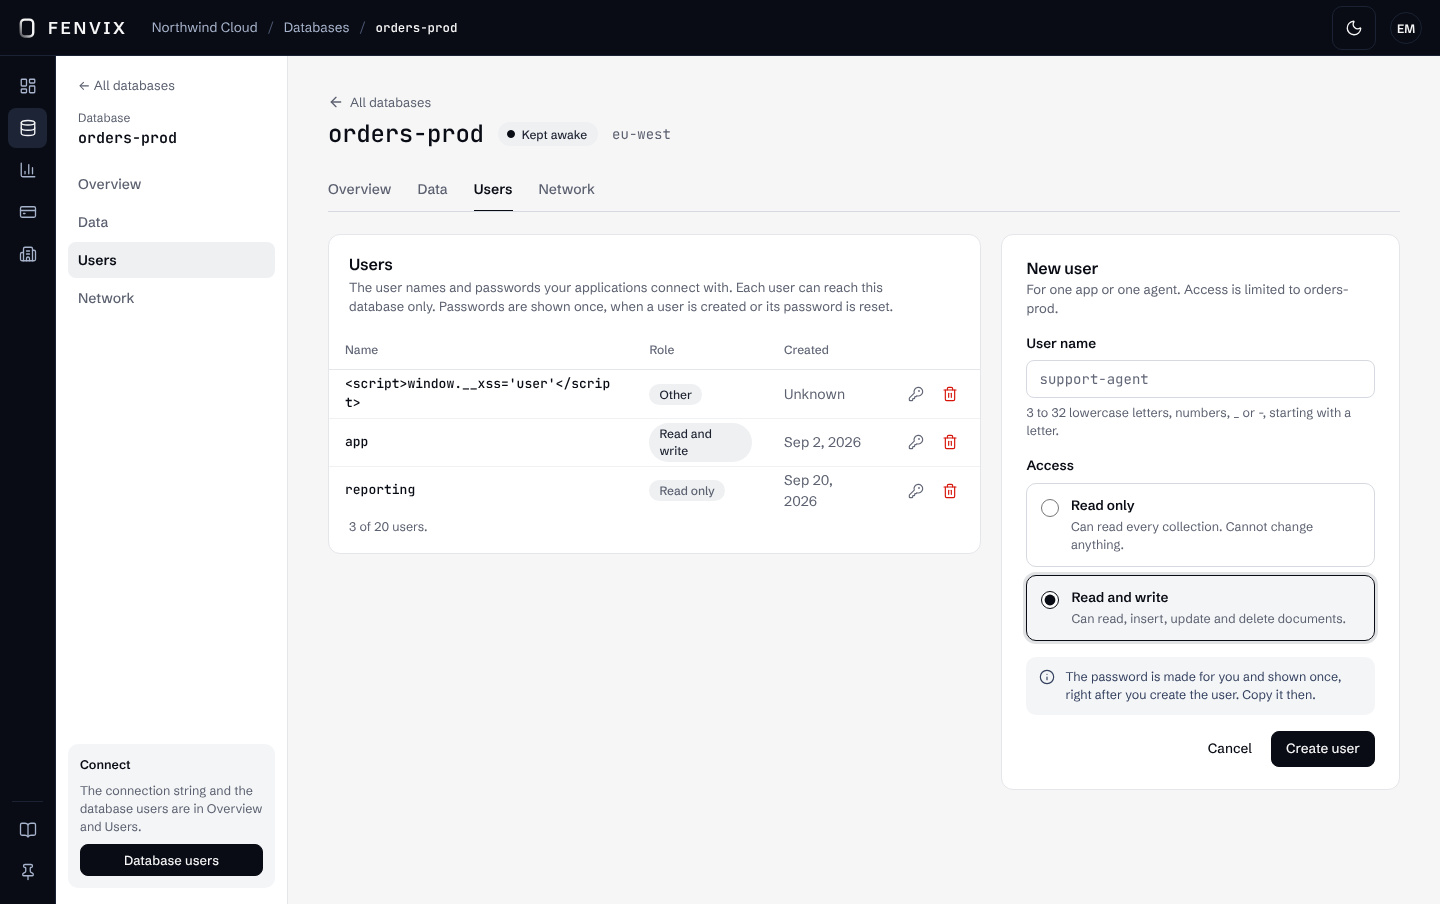 FENVIX
Northwind Cloud / Databases / orders-prod
EM
← All databases
Database
orders-prod
Overview
Data
Users
Network
Connect
The connection string and the
database users are in Overview
and Users.
Database users
← All databases
orders-prod
Kept awake
eu-west
Overview
Data
Users
Network
Users
The user names and passwords your applications connect with. Each user can reach this
database only. Passwords are shown once, when a user is created or its password is reset.
Name Role Created
<script>window.__xss='user'</scrip
t>
Other
Unknown
app
Read and
write
Sep 2, 2026
reporting
Read only
Sep 20,
2026
3 of 20 users.
New user
For one app or one agent. Access is limited to orders-
prod.
User name
support-agent
3 to 32 lowercase letters, numbers, _ or -, starting with a
letter.
Access
Read only
Can read every collection. Cannot change
anything.
Read and write
Can read, insert, update and delete documents.
The password is made for you and shown once,
right after you create the user. Copy it then.
Cancel
Create user